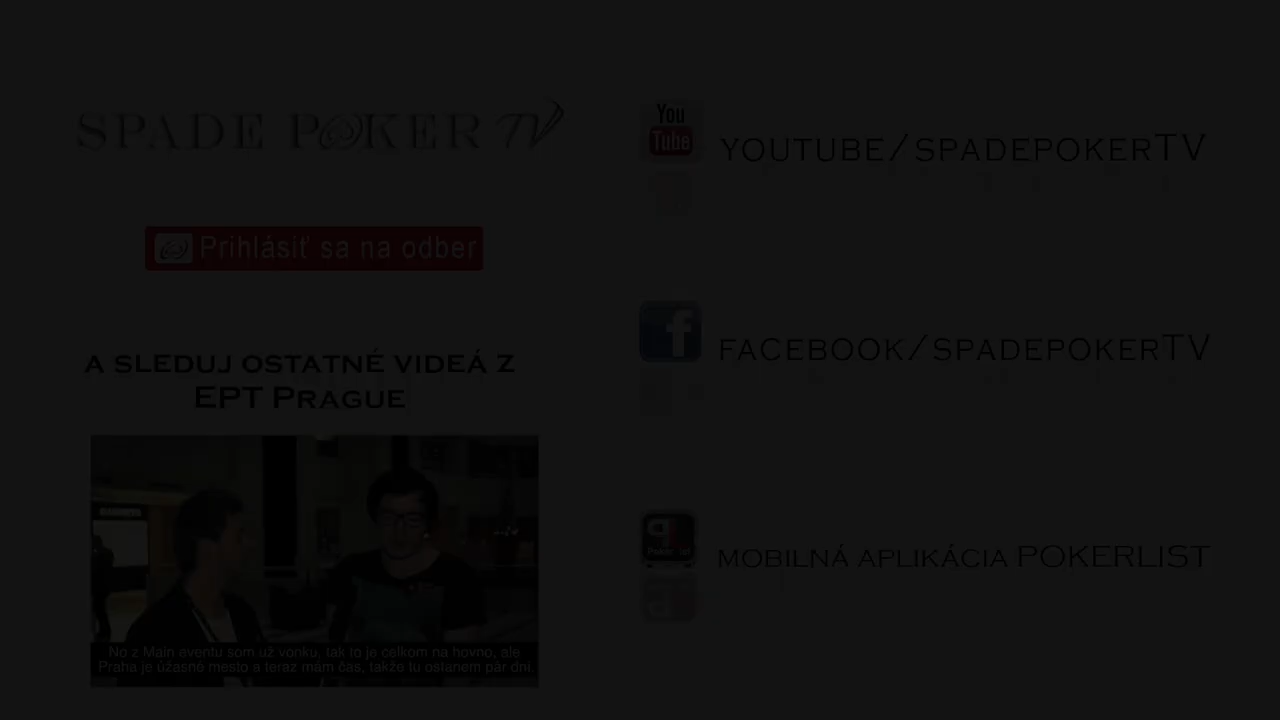 SPADE POKER TV
Prihlásiť sa na odber
A SLEDUJ OSTATNÉ VIDEÁ Z
EPT PRAGUE
No z Main eventu som už vonku, tak to je celkom na hovno, ale
Praha je úžasné mesto a teraz mám čas, takže tu ostanem pár dní.
You
Tube
YOUTUBE/SPADEPOKERTV
f
FACEBOOK/SPADEPOKERTV
MOBILNÁ APLIKÁCIA POKERLIST